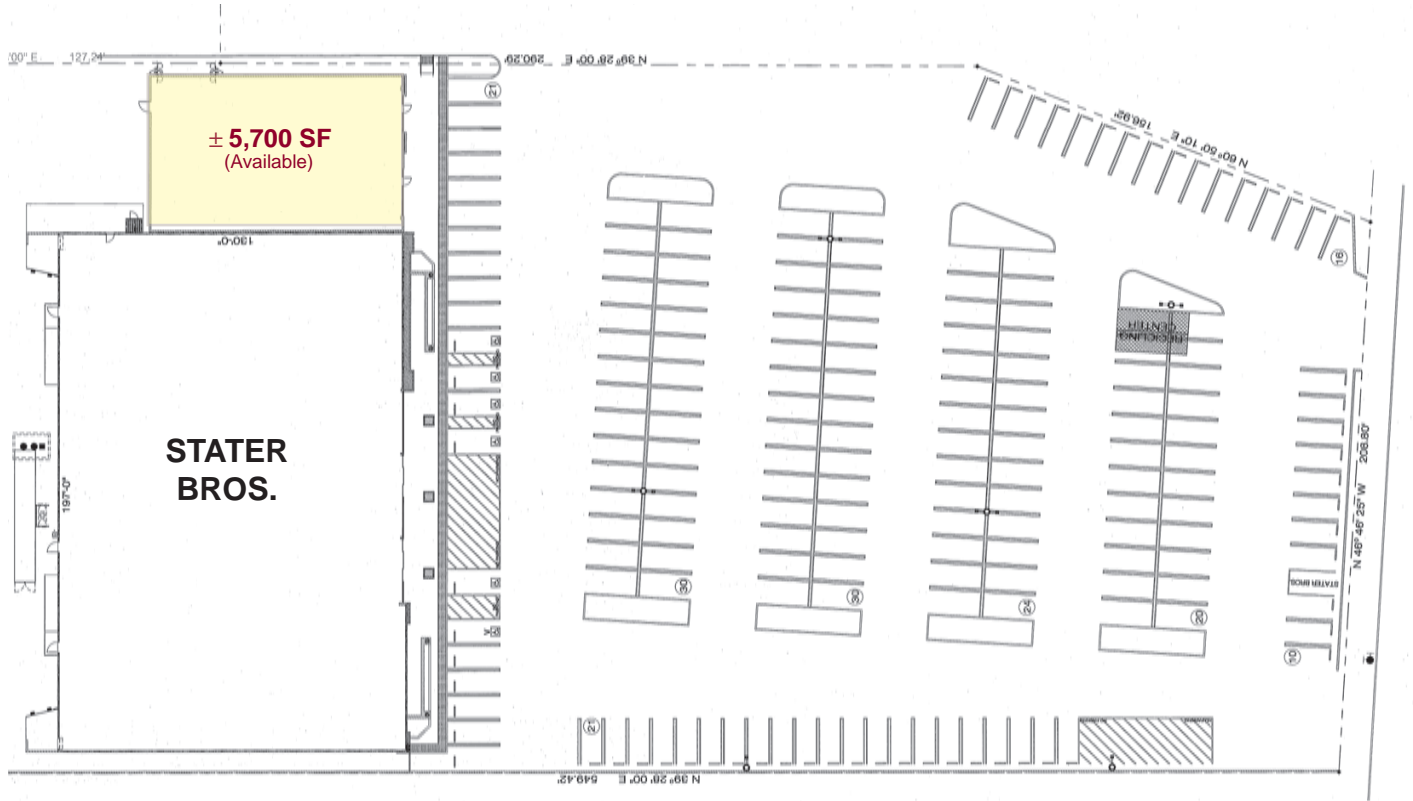 '00" E 127.24'
290.29' N 39° 28' 00" E
21
± 5,700 SF
(Available)
156.92' N 60° 50' 10" E
16
130'-0"
RECICLING
CENTER
STATER
BROS.
197'-0"
N 46° 46' 25" W 208.80'
STATER BROS.
30
30
24
20
10
V
21
549.42' N 39° 28' 00" E